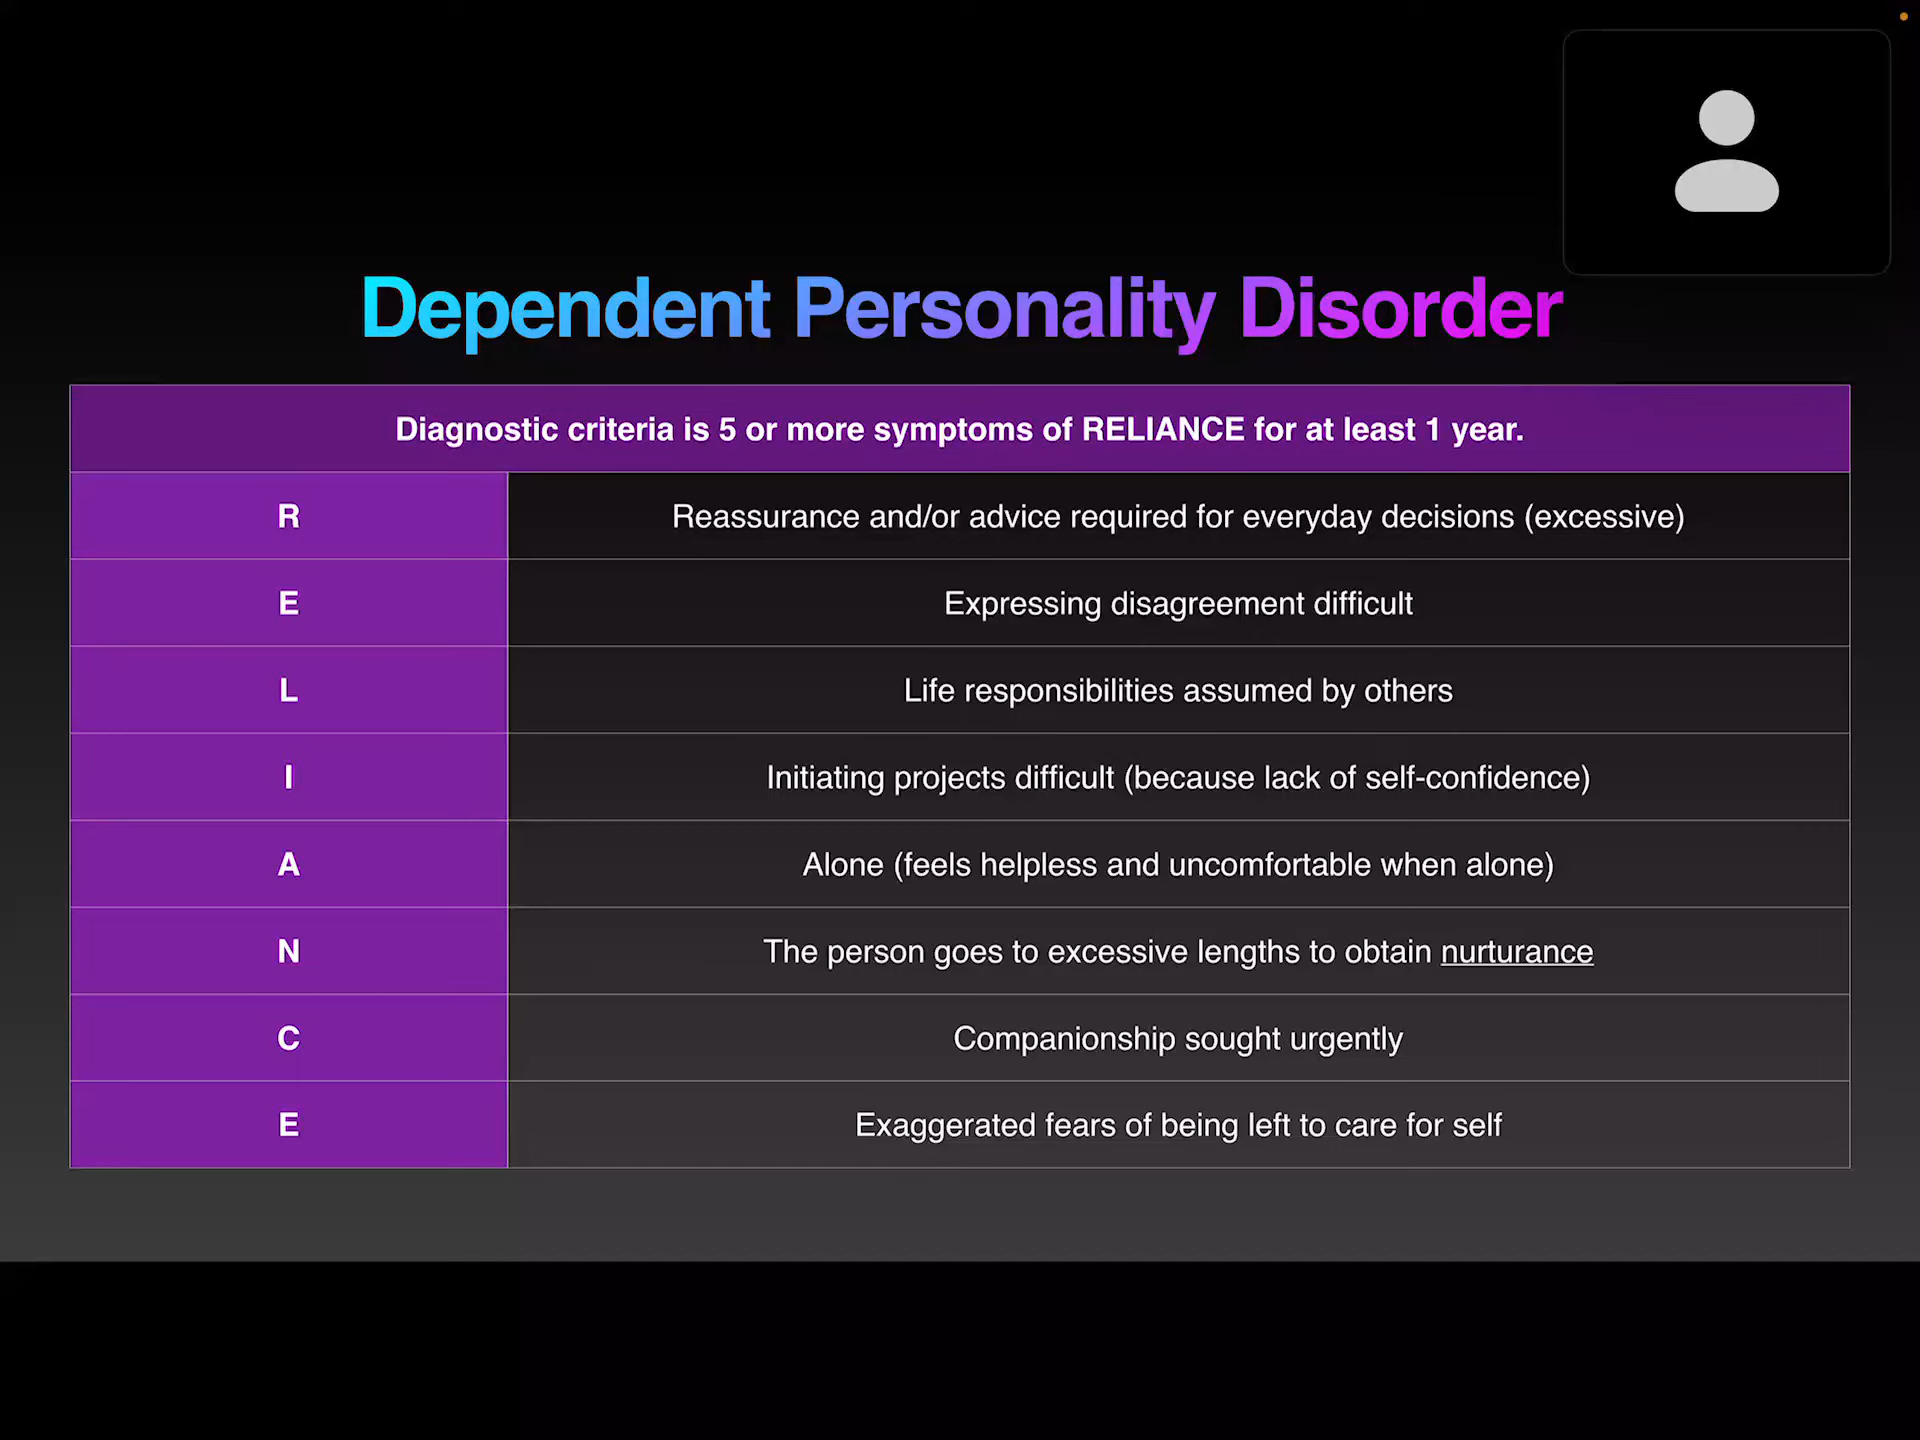 Dependent Personality Disorder
Diagnostic criteria is 5 or more symptoms of RELIANCE for at least 1 year.
R Reassurance and/or advice required for everyday decisions (excessive)
E Expressing disagreement difficult
L Life responsibilities assumed by others
I Initiating projects difficult (because lack of self-confidence)
A Alone (feels helpless and uncomfortable when alone)
N The person goes to excessive lengths to obtain nurturance
C Companionship sought urgently
E Exaggerated fears of being left to care for self